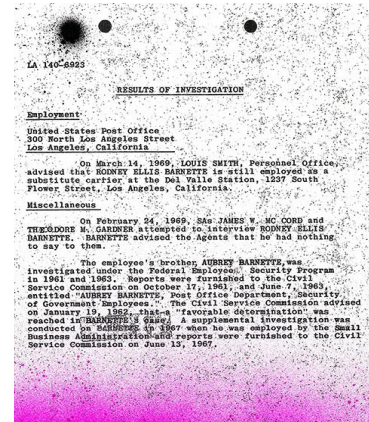 LA 140-6923
RESULTS OF INVESTIGATION
Employment
United States Post Office
300 North Los Angeles Street
Los Angeles, California
On March 14, 1969, LOUIS SMITH, Personnel Office,
advised that RODNEY ELLIS BARNETTE is still employed as a
substitute carrier at the Del Valle Station, 1237 South
Flower Street, Los Angeles, California.
Miscellaneous
On February 24, 1969, SAs JAMES W. MC CORD and
THEODORE M. GARDNER attempted to interview RODNEY ELLIS
BARNETTE. BARNETTE advised the Agents that he had nothing
to say to them.
The employee's brother AUBREY BARNETTE, was
investigated under the Federal Employee Security Program
in 1961 and 1963. Reports were furnished to the Civil
Service Commission on October 17, 1961, and June 7, 1963,
entitled "AUBREY BARNETTE, Post Office Department, Security
of Government Employees." The Civil Service Commission advised
on January 19, 1962, that a "favorable determination" was
reached in BARNETTE's case. A supplemental investigation was
conducted on BARNETTE in 1967 when he was employed by the Small
Business Administration and reports were furnished to the Civil
Service Commission on June 13, 1967.